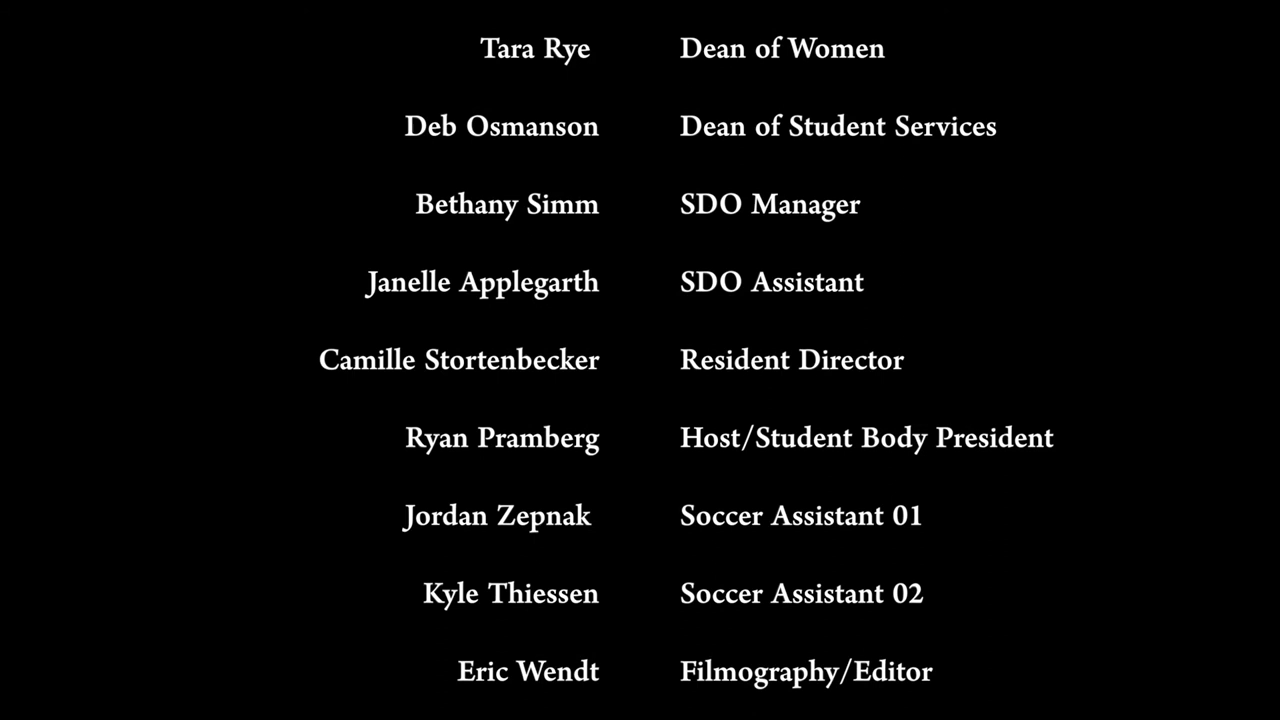 Tara Rye Dean of Women
Deb Osmanson Dean of Student Services
Bethany Simm SDO Manager
Janelle Applegarth SDO Assistant
Camille Stortenbecker Resident Director
Ryan Pramberg Host/Student Body President
Jordan Zepnak Soccer Assistant 01
Kyle Thiessen Soccer Assistant 02
Eric Wendt Filmography/Editor